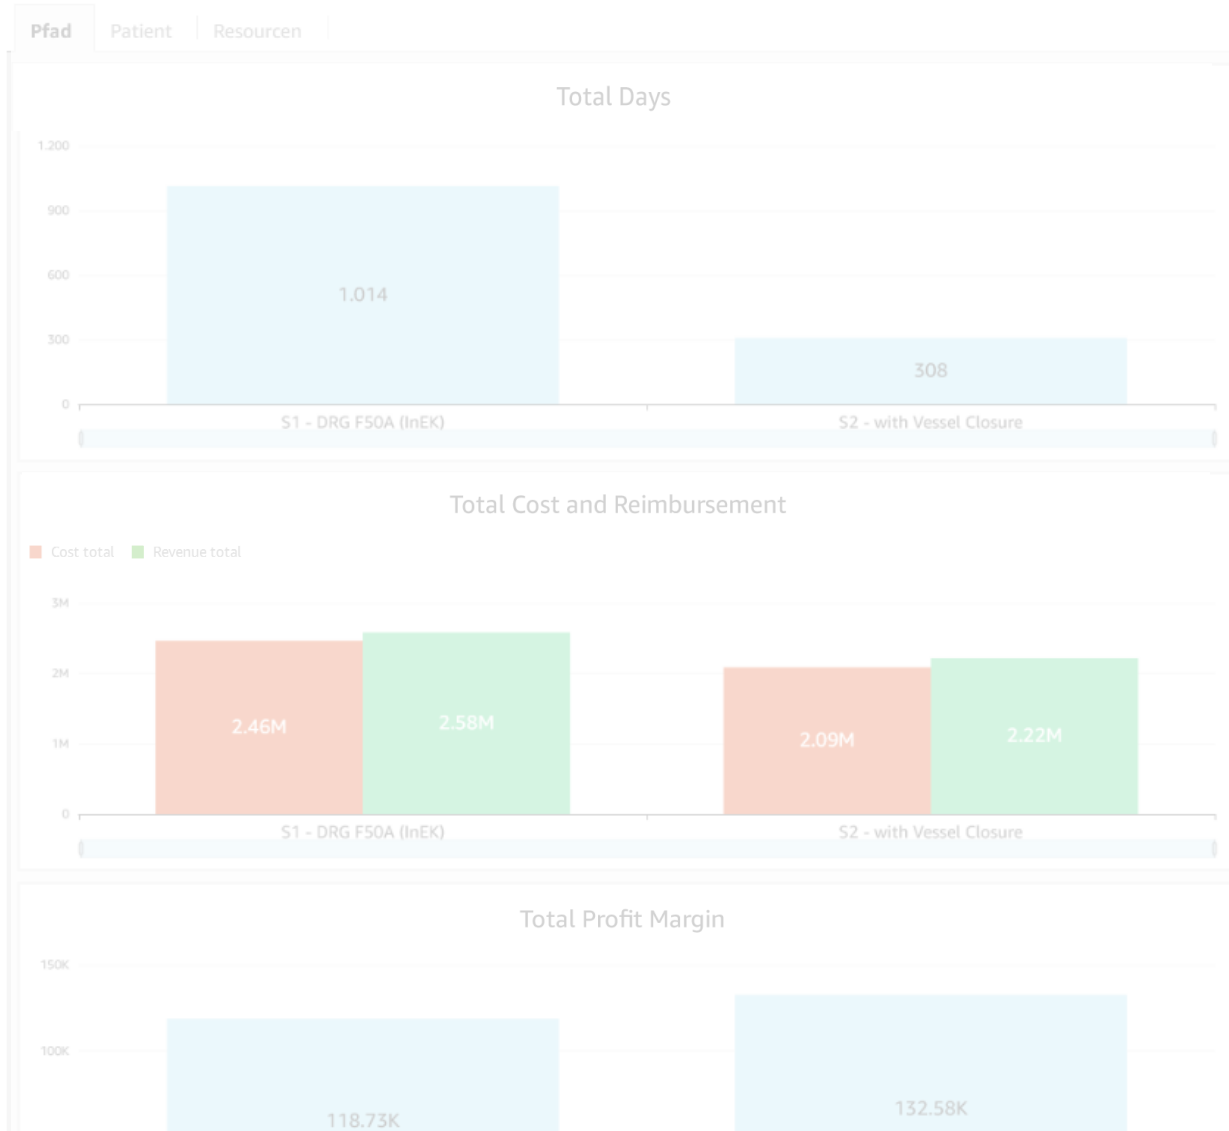 Pfad Patient Resourcen
Total Days
1.200
900
600
300
0
1.014
308
S1 - DRG F50A (InEK) S2 - with Vessel Closure
Total Cost and Reimbursement
Cost total Revenue total
3M
2M
1M
0
2.46M 2.58M 2.09M 2.22M
S1 - DRG F50A (InEK) S2 - with Vessel Closure
Total Profit Margin
150K
100K
118.73K
132.58K